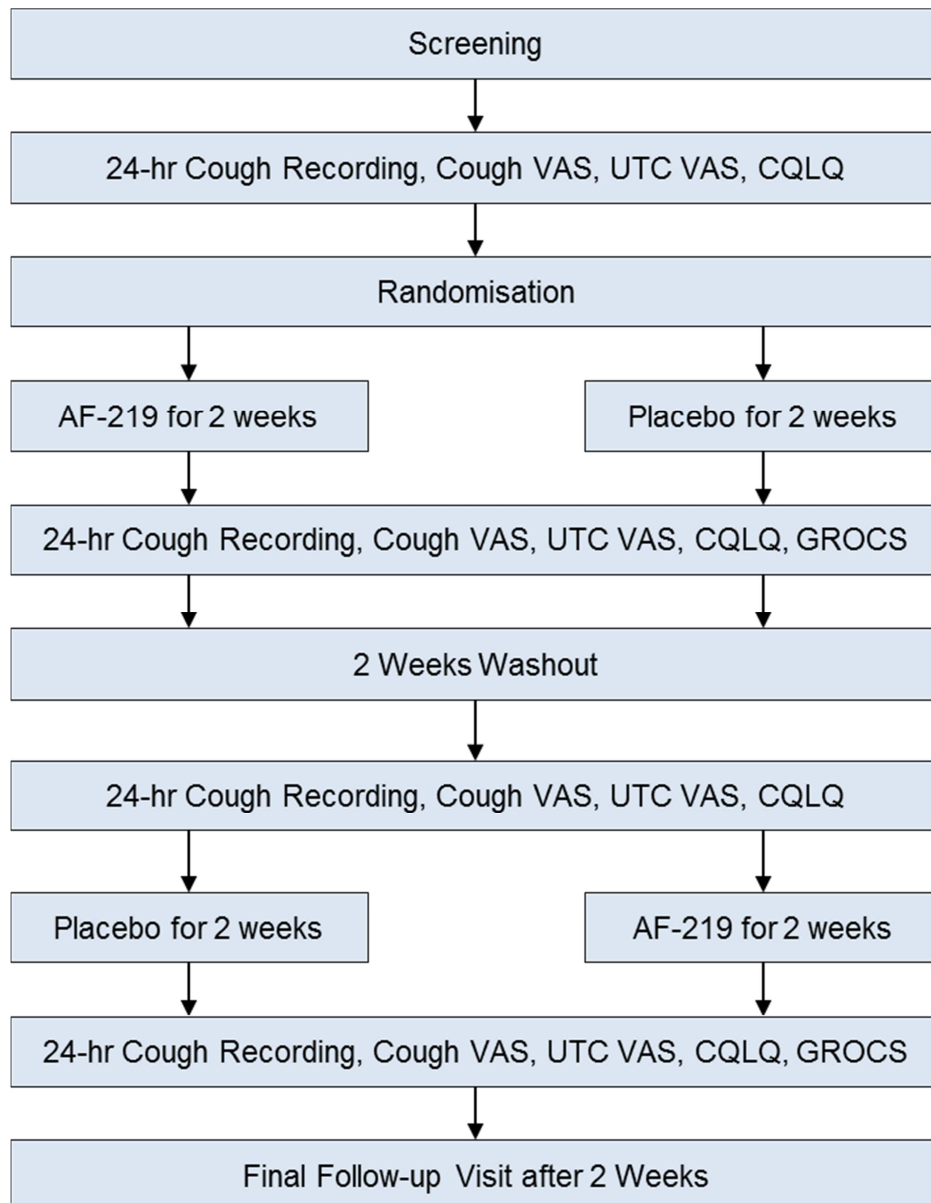 Screening
24-hr Cough Recording, Cough VAS, UTC VAS, CQLQ
Randomisation
AF-219 for 2 weeks
Placebo for 2 weeks
24-hr Cough Recording, Cough VAS, UTC VAS, CQLQ, GROCS
2 Weeks Washout
24-hr Cough Recording, Cough VAS, UTC VAS, CQLQ
Placebo for 2 weeks
AF-219 for 2 weeks
24-hr Cough Recording, Cough VAS, UTC VAS, CQLQ, GROCS
Final Follow-up Visit after 2 Weeks